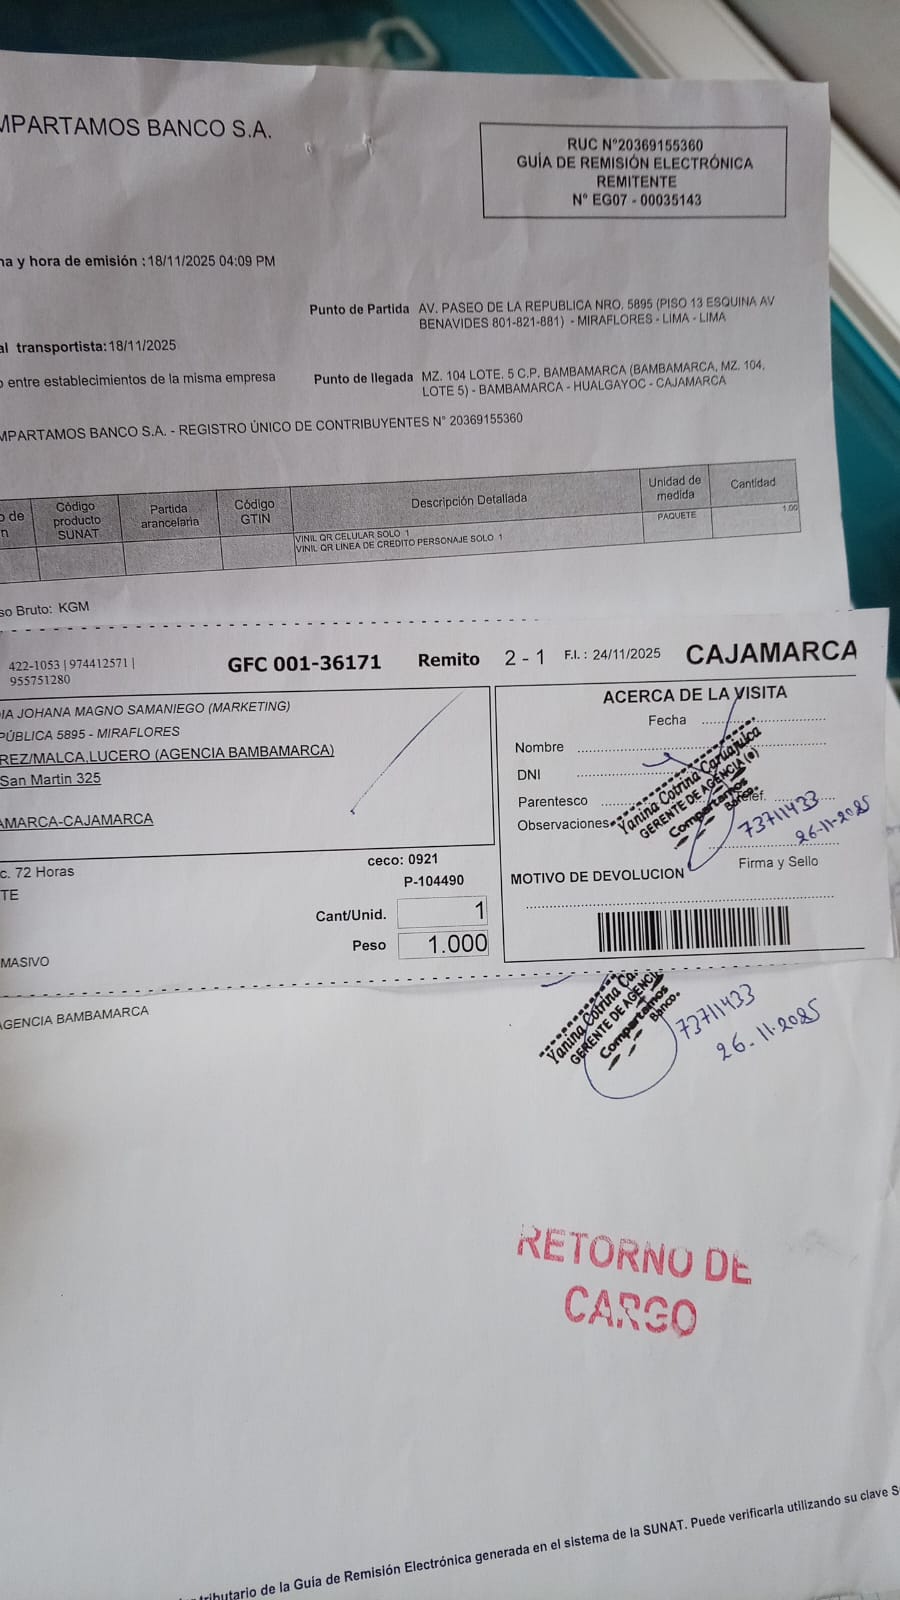 MPARTAMOS BANCO S.A.
RUC N°20369155360
GUÍA DE REMISIÓN ELECTRÓNICA
REMITENTE
N° EG07 - 00035143
na y hora de emisión : 18/11/2025 04:09 PM
Punto de Partida AV. PASEO DE LA REPUBLICA NRO. 5895 (PISO 13 ESQUINA AV
BENAVIDES 801-821-881) - MIRAFLORES - LIMA - LIMA
al transportista: 18/11/2025
o entre establecimientos de la misma empresa
Punto de llegada MZ. 104 LOTE. 5 C.P. BAMBAMARCA (BAMBAMARCA, MZ. 104,
LOTE 5) - BAMBAMARCA - HUALGAYOC - CAJAMARCA
MPARTAMOS BANCO S.A. - REGISTRO ÚNICO DE CONTRIBUYENTES N° 20369155360
o de
n
Código
producto
SUNAT
Partida
arancelaria
Código
GTIN
Descripción Detallada
Unidad de
medida
Cantidad
VINIL QR CELULAR SOLO 1
VINIL QR LINEA DE CREDITO PERSONAJE SOLO 1
PAQUETE
1.00
so Bruto: KGM
422-1053 | 974412571 |
955751280
GFC 001-36171 Remito 2 - 1 F.I. : 24/11/2025 CAJAMARCA
IA JOHANA MAGNO SAMANIEGO (MARKETING)
PÚBLICA 5895 - MIRAFLORES
REZ/MALCA,LUCERO (AGENCIA BAMBAMARCA)
San Martin 325
AMARCA-CAJAMARCA
ACERCA DE LA VISITA
Fecha
Nombre
DNI
Parentesco
Telef.
Observaciones
Yanina Cotrina Caruajulca
GERENTE DE AGENCIA (e)
Compartamos
Banco.
73711433
26-11-2025
Firma y Sello
MOTIVO DE DEVOLUCION
c. 72 Horas
TE
ceco: 0921
P-104490
Cant/Unid. 1
Peso 1.000
MASIVO
AGENCIA BAMBAMARCA
Yanina Cotrina Ca
GERENTE DE AGENCI
Compartamos
Banco.
73711433
26.11.2025
RETORNO DE
CARGO
tributario de la Guía de Remisión Electrónica generada en el sistema de la SUNAT. Puede verificarla utilizando su clave S